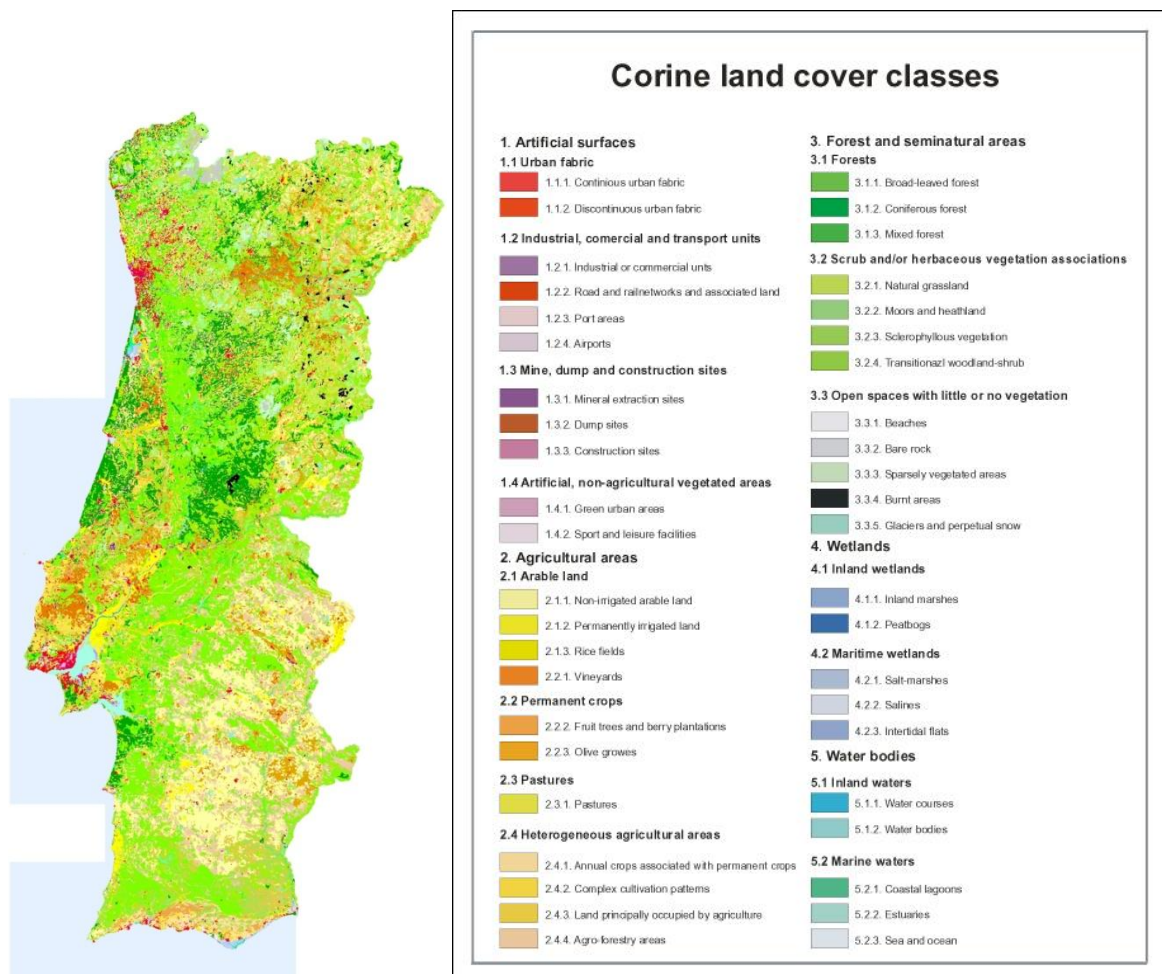 Corine land cover classes
1. Artificial surfaces
1.1 Urban fabric
1.1.1. Continious urban fabric
1.1.2. Discontinuous urban fabric
1.2 Industrial, comercial and transport units
1.2.1. Industrial or commercial unts
1.2.2. Road and railnetworks and associated land
1.2.3. Port areas
1.2.4. Airports
1.3 Mine, dump and construction sites
1.3.1. Mineral extraction sites
1.3.2. Dump sites
1.3.3. Construction sites
1.4 Artificial, non-agricultural vegetated areas
1.4.1. Green urban areas
1.4.2. Sport and leisure facilities
2. Agricultural areas
2.1 Arable land
2.1.1. Non-irrigated arable land
2.1.2. Permanently irrigated land
2.1.3. Rice fields
2.2.1. Vineyards
2.2 Permanent crops
2.2.2. Fruit trees and berry plantations
2.2.3. Olive growes
2.3 Pastures
2.3.1. Pastures
2.4 Heterogeneous agricultural areas
2.4.1. Annual crops associated with permanent crops
2.4.2. Complex cultivation patterns
2.4.3. Land principally occupied by agriculture
2.4.4. Agro-forestry areas
3. Forest and seminatural areas
3.1 Forests
3.1.1. Broad-leaved forest
3.1.2. Coniferous forest
3.1.3. Mixed forest
3.2 Scrub and/or herbaceous vegetation associations
3.2.1. Natural grassland
3.2.2. Moors and heathland
3.2.3. Sclerophyllous vegetation
3.2.4. Transitionazl woodland-shrub
3.3 Open spaces with little or no vegetation
3.3.1. Beaches
3.3.2. Bare rock
3.3.3. Sparsely vegetated areas
3.3.4. Burnt areas
3.3.5. Glaciers and perpetual snow
4. Wetlands
4.1 Inland wetlands
4.1.1. Inland marshes
4.1.2. Peatbogs
4.2 Maritime wetlands
4.2.1. Salt-marshes
4.2.2. Salines
4.2.3. Intertidal flats
5. Water bodies
5.1 Inland waters
5.1.1. Water courses
5.1.2. Water bodies
5.2 Marine waters
5.2.1. Coastal lagoons
5.2.2. Estuaries
5.2.3. Sea and ocean